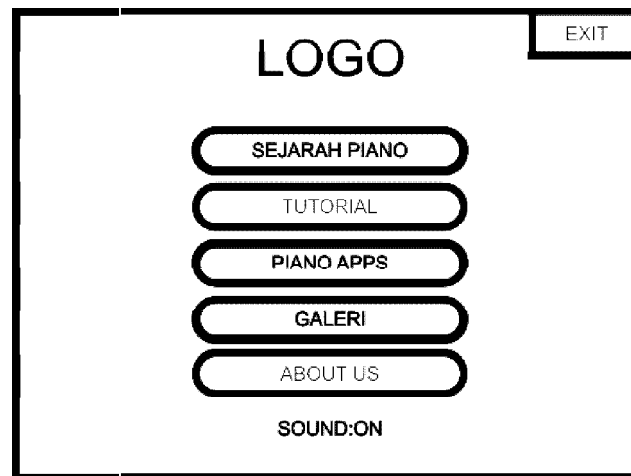 EXIT
LOGO
SEJARAH PIANO
TUTORIAL
PIANO APPS
GALERI
ABOUT US
SOUND:ON